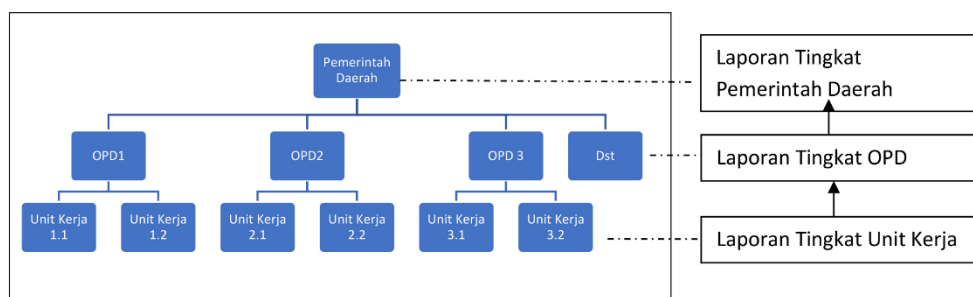 Pemerintah
Daerah
OPD1
OPD2
OPD 3
Dst
Unit Kerja
1.1
Unit Kerja
1.2
Unit Kerja
2.1
Unit Kerja
2.2
Unit Kerja
3.1
Unit Kerja
3.2
Laporan Tingkat
Pemerintah Daerah
Laporan Tingkat OPD
Laporan Tingkat Unit Kerja